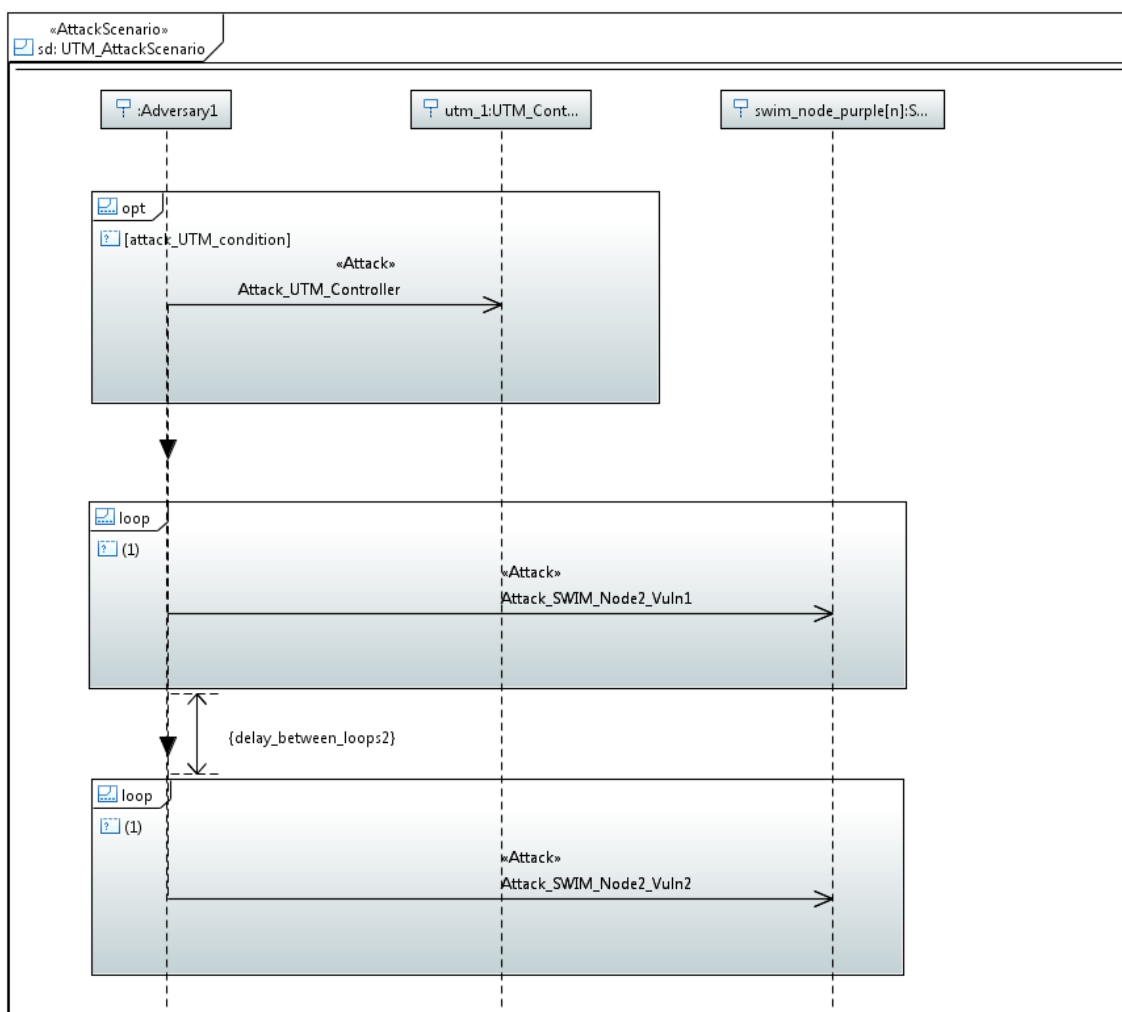 «AttackScenario»
sd: UTM_AttackScenario
:Adversary1
utm_1:UTM_Cont...
swim_node_purple[n]:S...
opt
[attack_UTM_condition]
«Attack»
Attack_UTM_Controller
loop
(1)
«Attack»
Attack_SWIM_Node2_Vuln1
{delay_between_loops2}
loop
(1)
«Attack»
Attack_SWIM_Node2_Vuln2